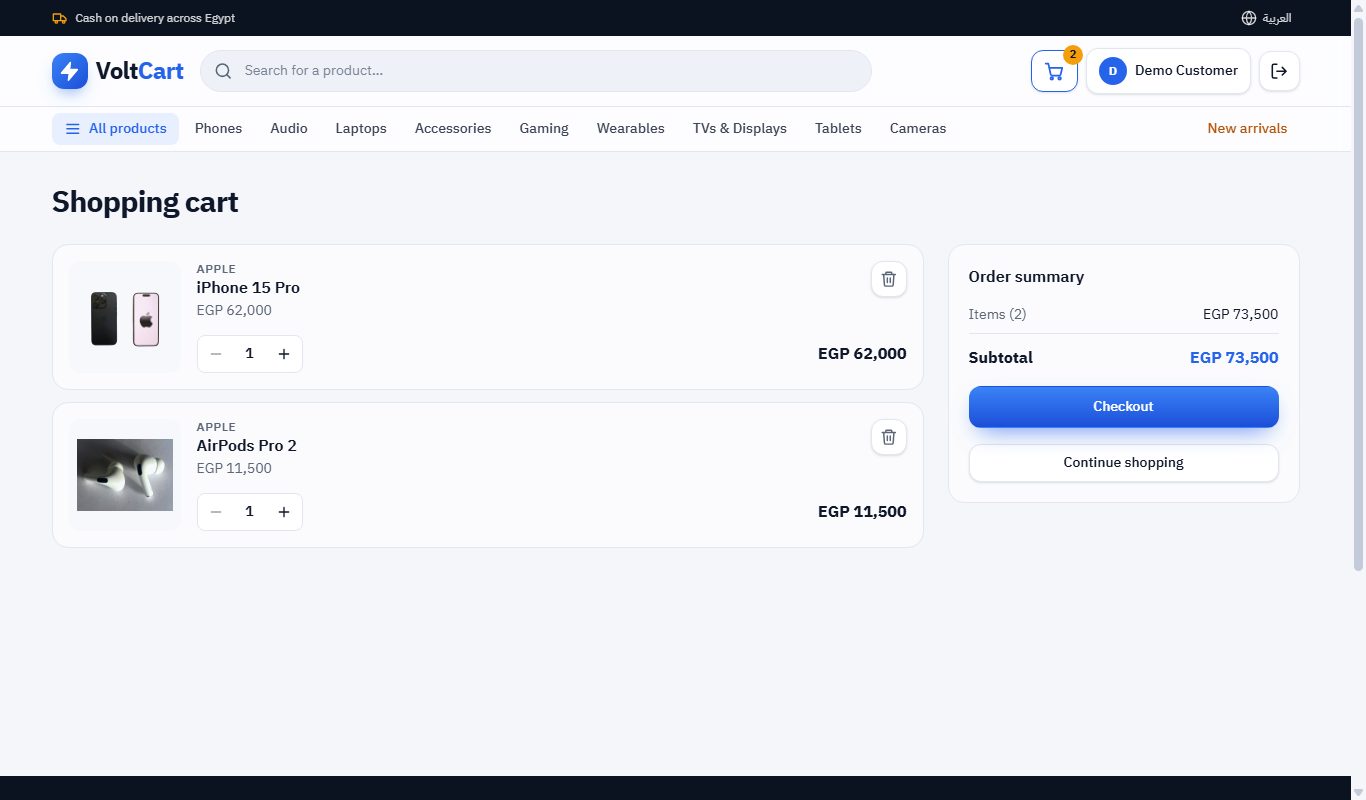 Cash on delivery across Egypt
العربية
VoltCart
Search for a product...
2
D
Demo Customer
All products
Phones
Audio
Laptops
Accessories
Gaming
Wearables
TVs & Displays
Tablets
Cameras
New arrivals
Shopping cart
APPLE
iPhone 15 Pro
EGP 62,000
1
EGP 62,000
APPLE
AirPods Pro 2
EGP 11,500
1
EGP 11,500
Order summary
Items (2)
EGP 73,500
Subtotal
EGP 73,500
Checkout
Continue shopping